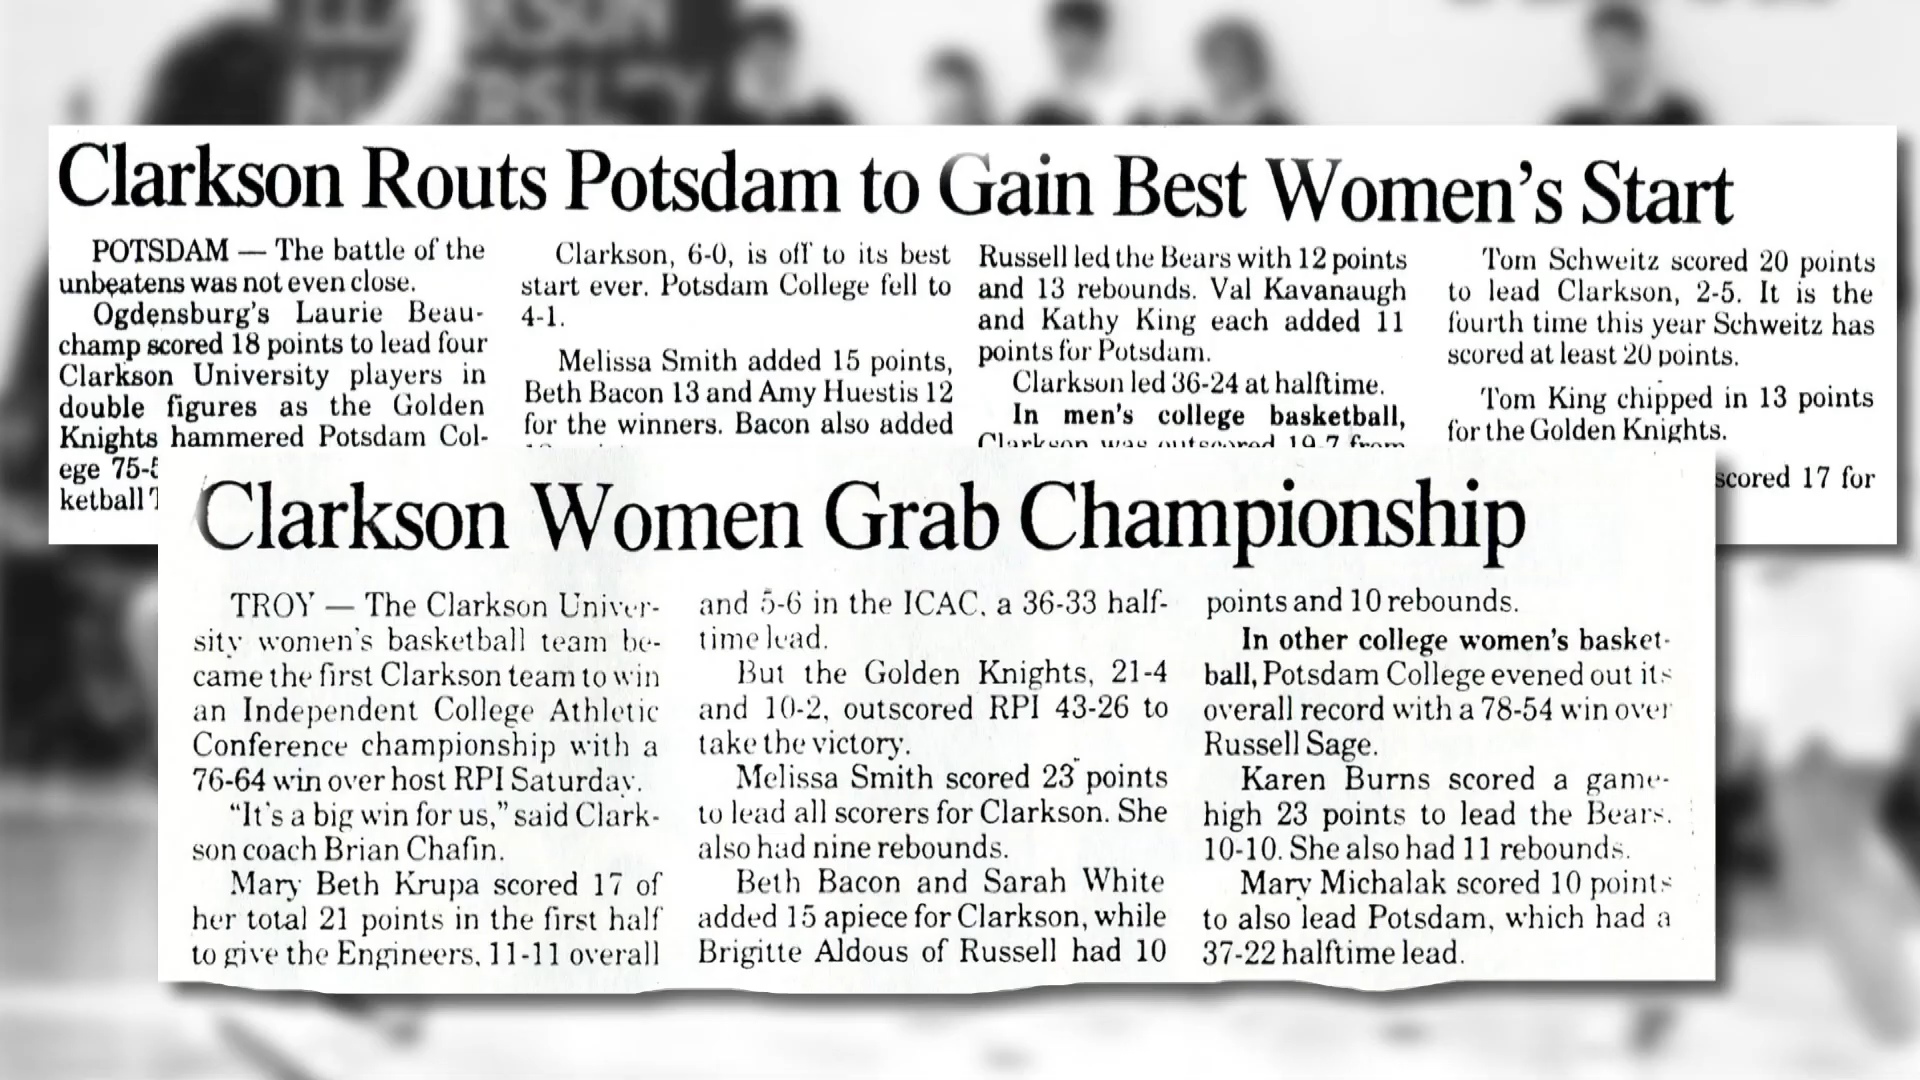 CLARKSON
Clarkson Routs Potsdam to Gain Best Women's Start
POTSDAM — The battle of the
unbeatens was not even close.
Ogdensburg's Laurie Beau-
champ scored 18 points to lead four
Clarkson University players in
double figures as the Golden
Knights hammered Potsdam Col-
ege 75-
ketball
Clarkson, 6-0, is off to its best
start ever. Potsdam College fell to
4-1.
Melissa Smith added 15 points,
Beth Bacon 13 and Amy Huestis 12
for the winners. Bacon also added
Russell led the Bears with 12 points
and 13 rebounds. Val Kavanaugh
and Kathy King each added 11
points for Potsdam.
Clarkson led 36-24 at halftime.
In men's college basketball,
Clarkson was outscored 19-7 from
Tom Schweitz scored 20 points
to lead Clarkson, 2-5. It is the
fourth time this year Schweitz has
scored at least 20 points.
Tom King chipped in 13 points
for the Golden Knights.
scored 17 for
Clarkson Women Grab Championship
TROY — The Clarkson Univer-
sity women's basketball team be-
came the first Clarkson team to win
an Independent College Athletic
Conference championship with a
76-64 win over host RPI Saturday.
"It's a big win for us," said Clark-
son coach Brian Chafin.
Mary Beth Krupa scored 17 of
her total 21 points in the first half
to give the Engineers, 11-11 overall
and 5-6 in the ICAC, a 36-33 half-
time lead.
But the Golden Knights, 21-4
and 10-2, outscored RPI 43-26 to
take the victory.
Melissa Smith scored 23 points
to lead all scorers for Clarkson. She
also had nine rebounds.
Beth Bacon and Sarah White
added 15 apiece for Clarkson, while
Brigitte Aldous of Russell had 10
points and 10 rebounds.
In other college women's basket-
ball, Potsdam College evened out its
overall record with a 78-54 win over
Russell Sage.
Karen Burns scored a game-
high 23 points to lead the Bears,
10-10. She also had 11 rebounds.
Mary Michalak scored 10 points
to also lead Potsdam, which had a
37-22 halftime lead.